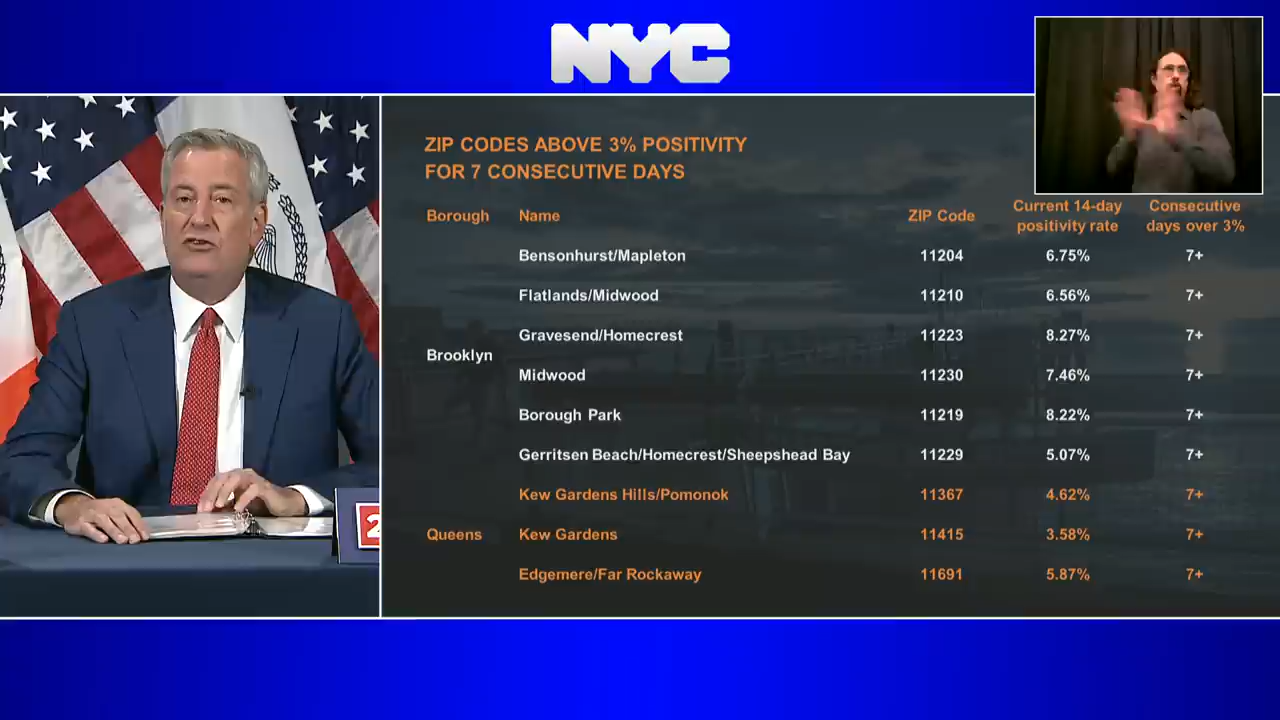 NYC
ZIP CODES ABOVE 3% POSITIVITY
FOR 7 CONSECUTIVE DAYS
Borough Name ZIP Code Current 14-day positivity rate Consecutive days over 3%
Bensonhurst/Mapleton 11204 6.75% 7+
Flatlands/Midwood 11210 6.56% 7+
Gravesend/Homecrest 11223 8.27% 7+
Brooklyn
Midwood 11230 7.46% 7+
Borough Park 11219 8.22% 7+
Gerritsen Beach/Homecrest/Sheepshead Bay 11229 5.07% 7+
Kew Gardens Hills/Pomonok 11367 4.62% 7+
Queens Kew Gardens 11415 3.58% 7+
Edgemere/Far Rockaway 11691 5.87% 7+
2